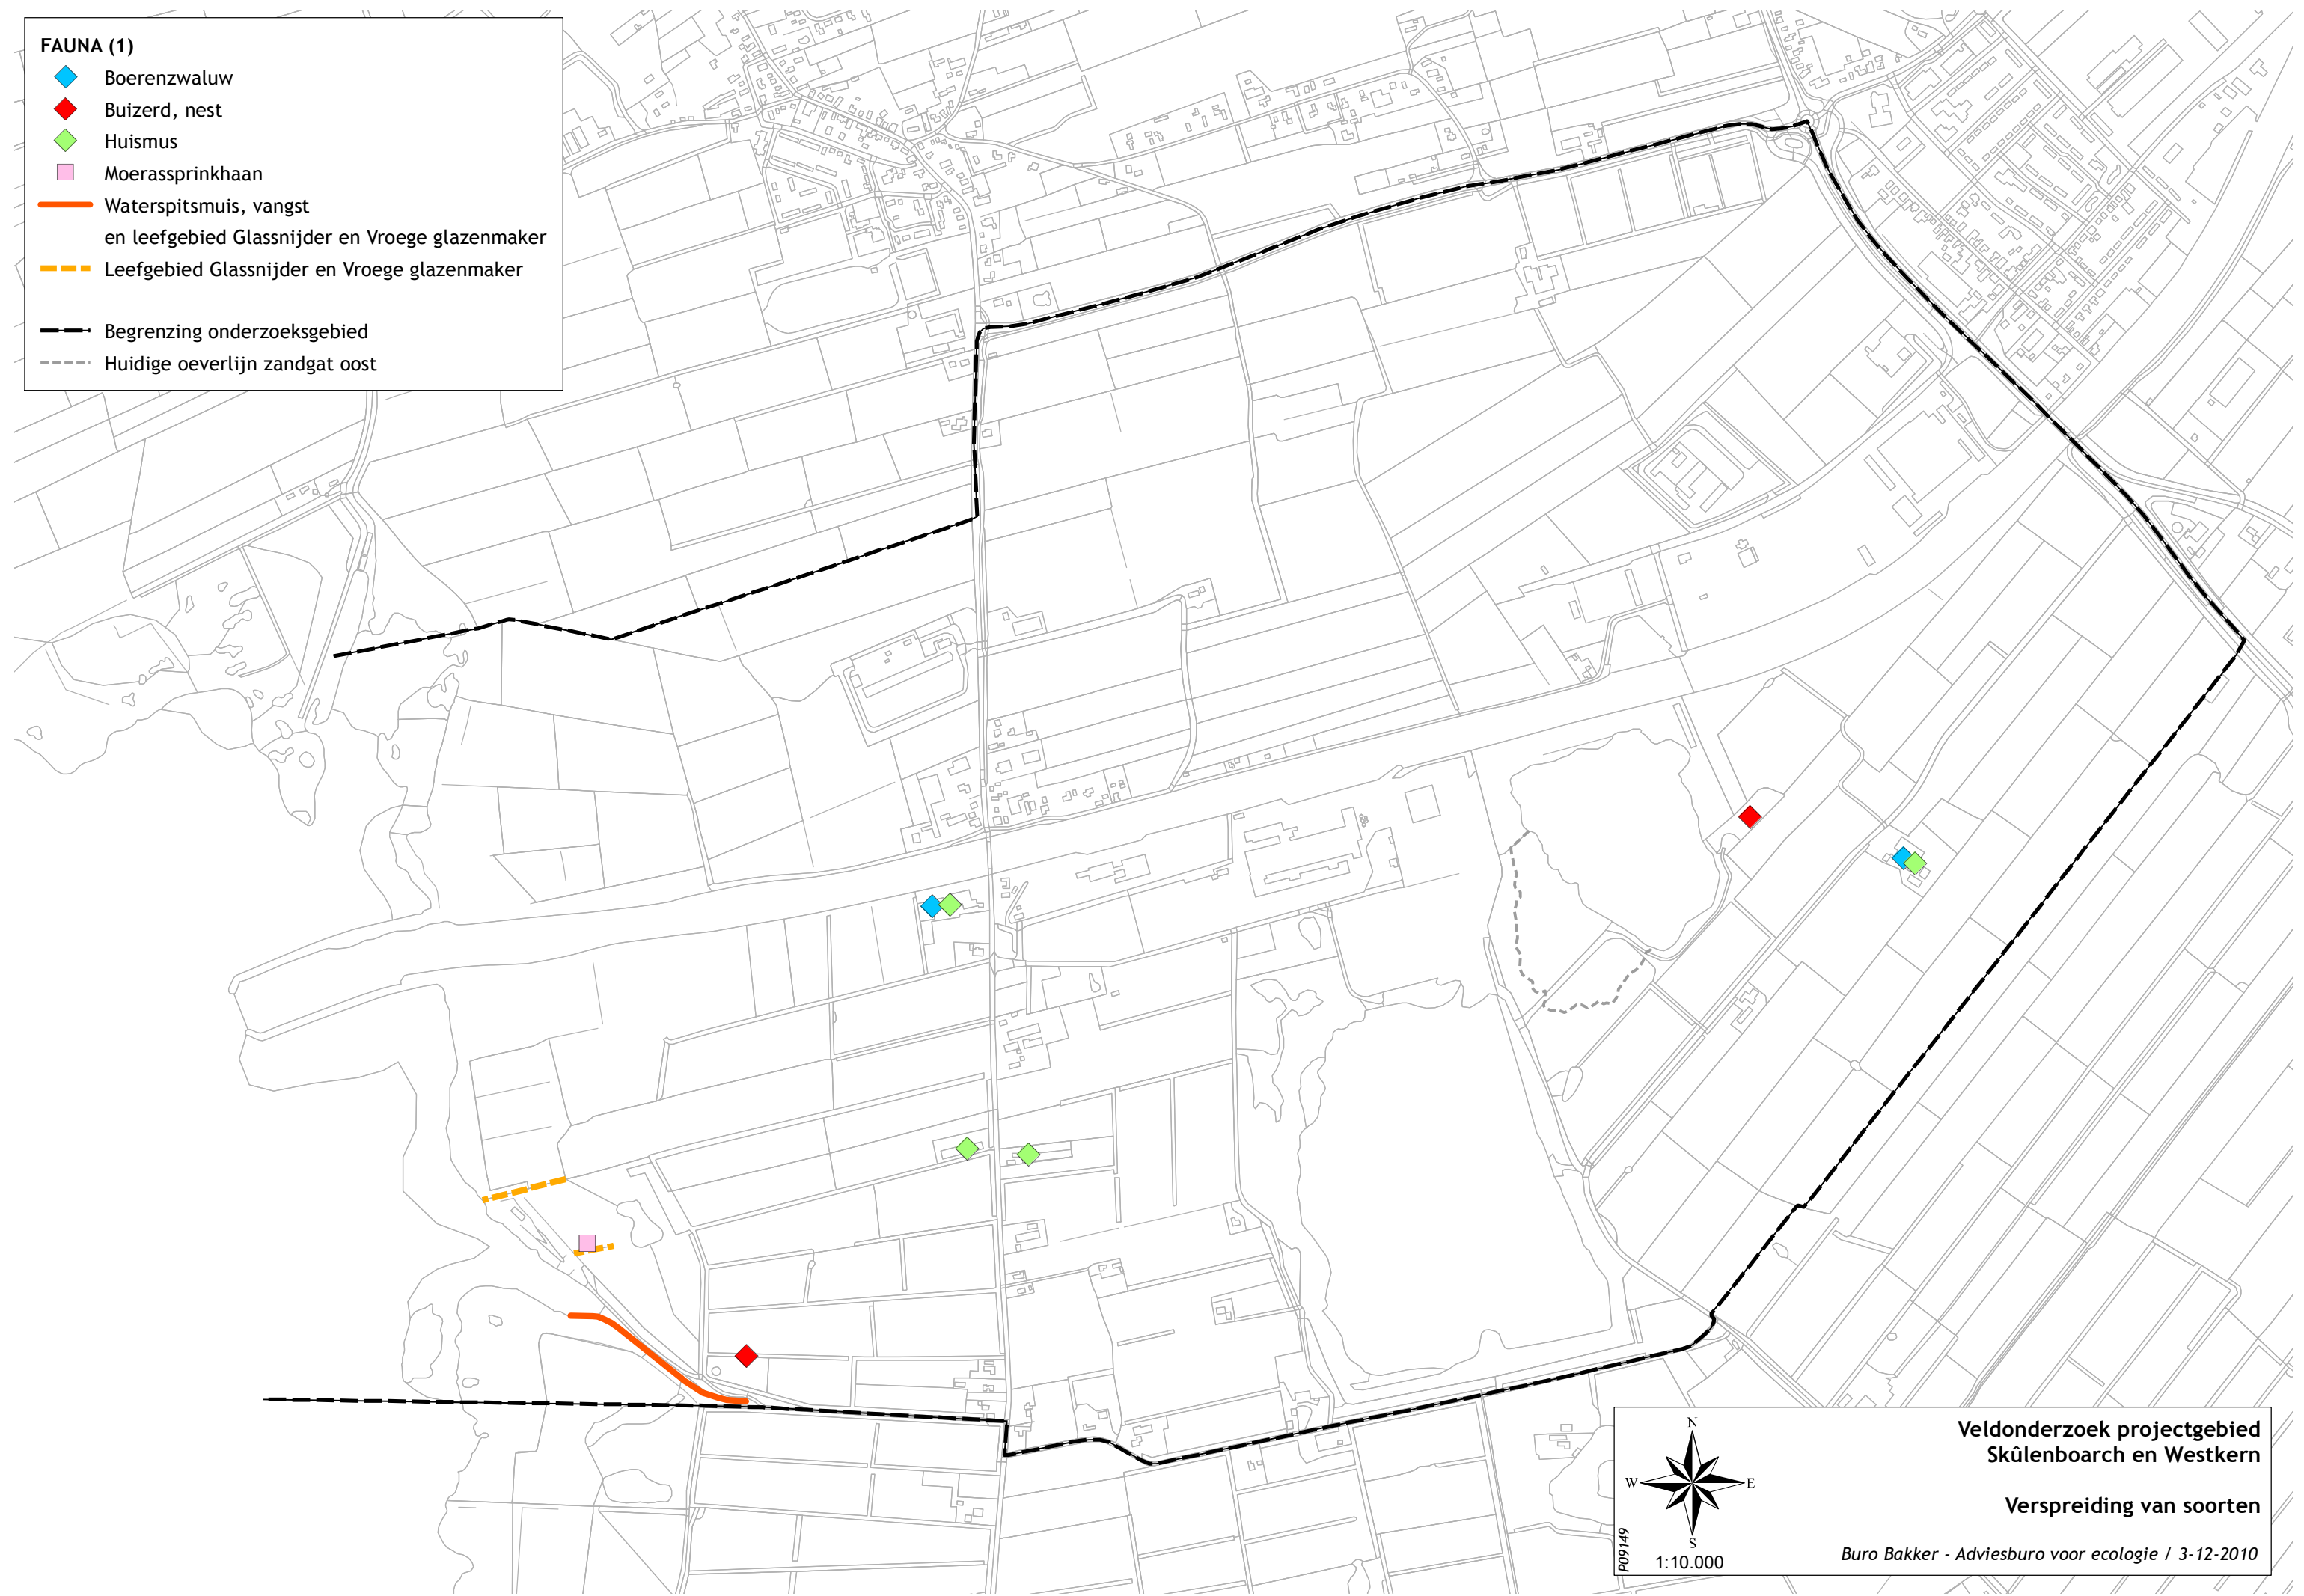 FAUNA (1)
Boerenzwaluw
Buizerd, nest
Huismus
Moerassprinkhaan
Waterspitsmuis, vangst
en leefgebied Glassnijder en Vroege glazenmaker
Leefgebied Glassnijder en Vroege glazenmaker
Begrenzing onderzoeksgebied
Huidige oeverlijn zandgat oost
Veldonderzoek projectgebied
Skûlenboarch en Westkern
Verspreiding van soorten
Buro Bakker - Adviesburo voor ecologie / 3-12-2010
N
W
E
S
1:10.000
P09149